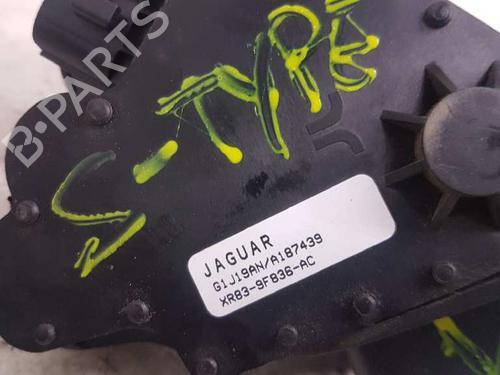 S-TYPE
B-PARTS
JAGUAR
G1J19AN/A187439
XR83-9F836-AC